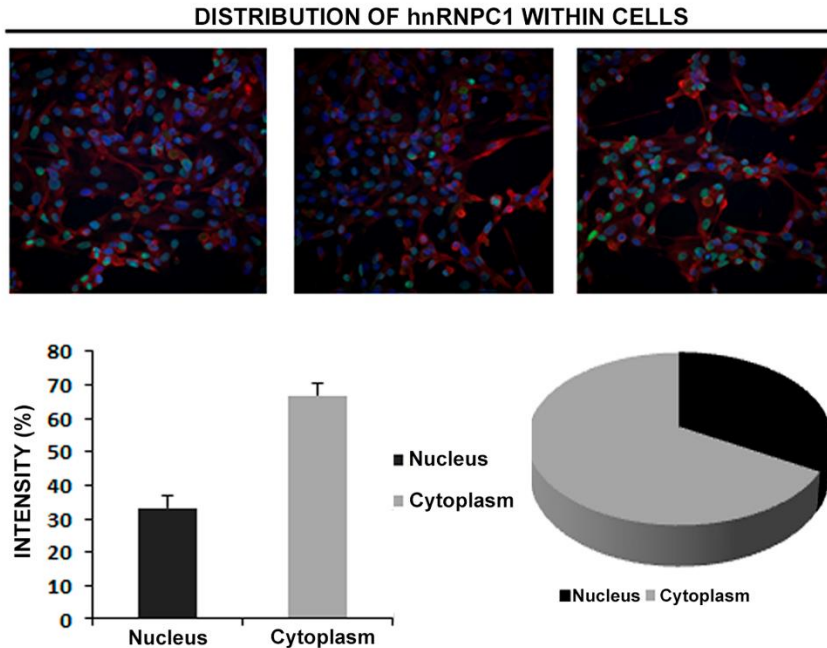 DISTRIBUTION OF hnRNPC1 WITHIN CELLS
INTENSITY (%)
80
70
60
50
40
30
20
10
0
Nucleus
Cytoplasm
Nucleus
Cytoplasm
Nucleus Cytoplasm